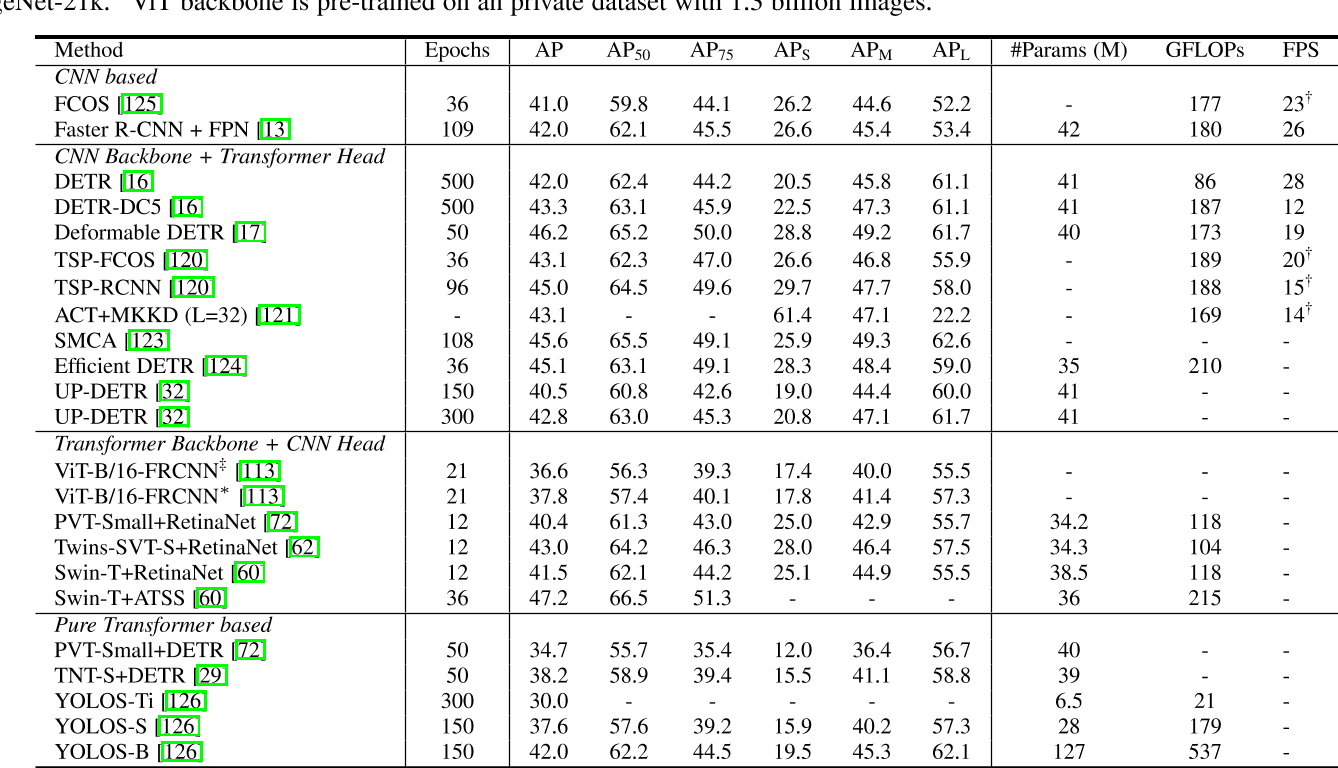 geNet-21k. ViT backbone is pre-trained on an private dataset with 1.5 billion images.
Method Epochs AP AP50 AP75 APS APM APL #Params (M) GFLOPs FPS
CNN based
FCOS [125] 36 41.0 59.8 44.1 26.2 44.6 52.2 - 177 23†
Faster R-CNN + FPN [13] 109 42.0 62.1 45.5 26.6 45.4 53.4 42 180 26
CNN Backbone + Transformer Head
DETR [16] 500 42.0 62.4 44.2 20.5 45.8 61.1 41 86 28
DETR-DC5 [16] 500 43.3 63.1 45.9 22.5 47.3 61.1 41 187 12
Deformable DETR [17] 50 46.2 65.2 50.0 28.8 49.2 61.7 40 173 19
TSP-FCOS [120] 36 43.1 62.3 47.0 26.6 46.8 55.9 - 189 20†
TSP-RCNN [120] 96 45.0 64.5 49.6 29.7 47.7 58.0 - 188 15†
ACT+MKKD (L=32) [121] - 43.1 - - 61.4 47.1 22.2 - 169 14†
SMCA [123] 108 45.6 65.5 49.1 25.9 49.3 62.6 - - -
Efficient DETR [124] 36 45.1 63.1 49.1 28.3 48.4 59.0 35 210 -
UP-DETR [32] 150 40.5 60.8 42.6 19.0 44.4 60.0 41 - -
UP-DETR [32] 300 42.8 63.0 45.3 20.8 47.1 61.7 41 - -
Transformer Backbone + CNN Head
ViT-B/16-FRCNN‡ [113] 21 36.6 56.3 39.3 17.4 40.0 55.5 - - -
ViT-B/16-FRCNN* [113] 21 37.8 57.4 40.1 17.8 41.4 57.3 - - -
PVT-Small+RetinaNet [72] 12 40.4 61.3 43.0 25.0 42.9 55.7 34.2 118 -
Twins-SVT-S+RetinaNet [62] 12 43.0 64.2 46.3 28.0 46.4 57.5 34.3 104 -
Swin-T+RetinaNet [60] 12 41.5 62.1 44.2 25.1 44.9 55.5 38.5 118 -
Swin-T+ATSS [60] 36 47.2 66.5 51.3 - - - 36 215 -
Pure Transformer based
PVT-Small+DETR [72] 50 34.7 55.7 35.4 12.0 36.4 56.7 40 - -
TNT-S+DETR [29] 50 38.2 58.9 39.4 15.5 41.1 58.8 39 - -
YOLOS-Ti [126] 300 30.0 - - - - - 6.5 21 -
YOLOS-S [126] 150 37.6 57.6 39.2 15.9 40.2 57.3 28 179 -
YOLOS-B [126] 150 42.0 62.2 44.5 19.5 45.3 62.1 127 537 -